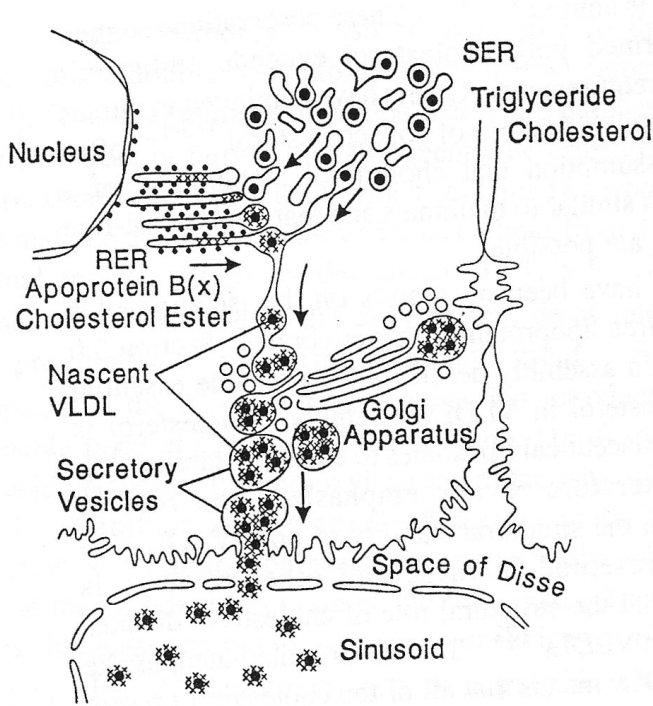 SER
Triglyceride
Cholesterol
Nucleus
RER
Apoprotein B(x)
Cholesterol Ester
Nascent
VLDL
Golgi
Apparatus
Secretory
Vesicles
Space of Disse
Sinusoid